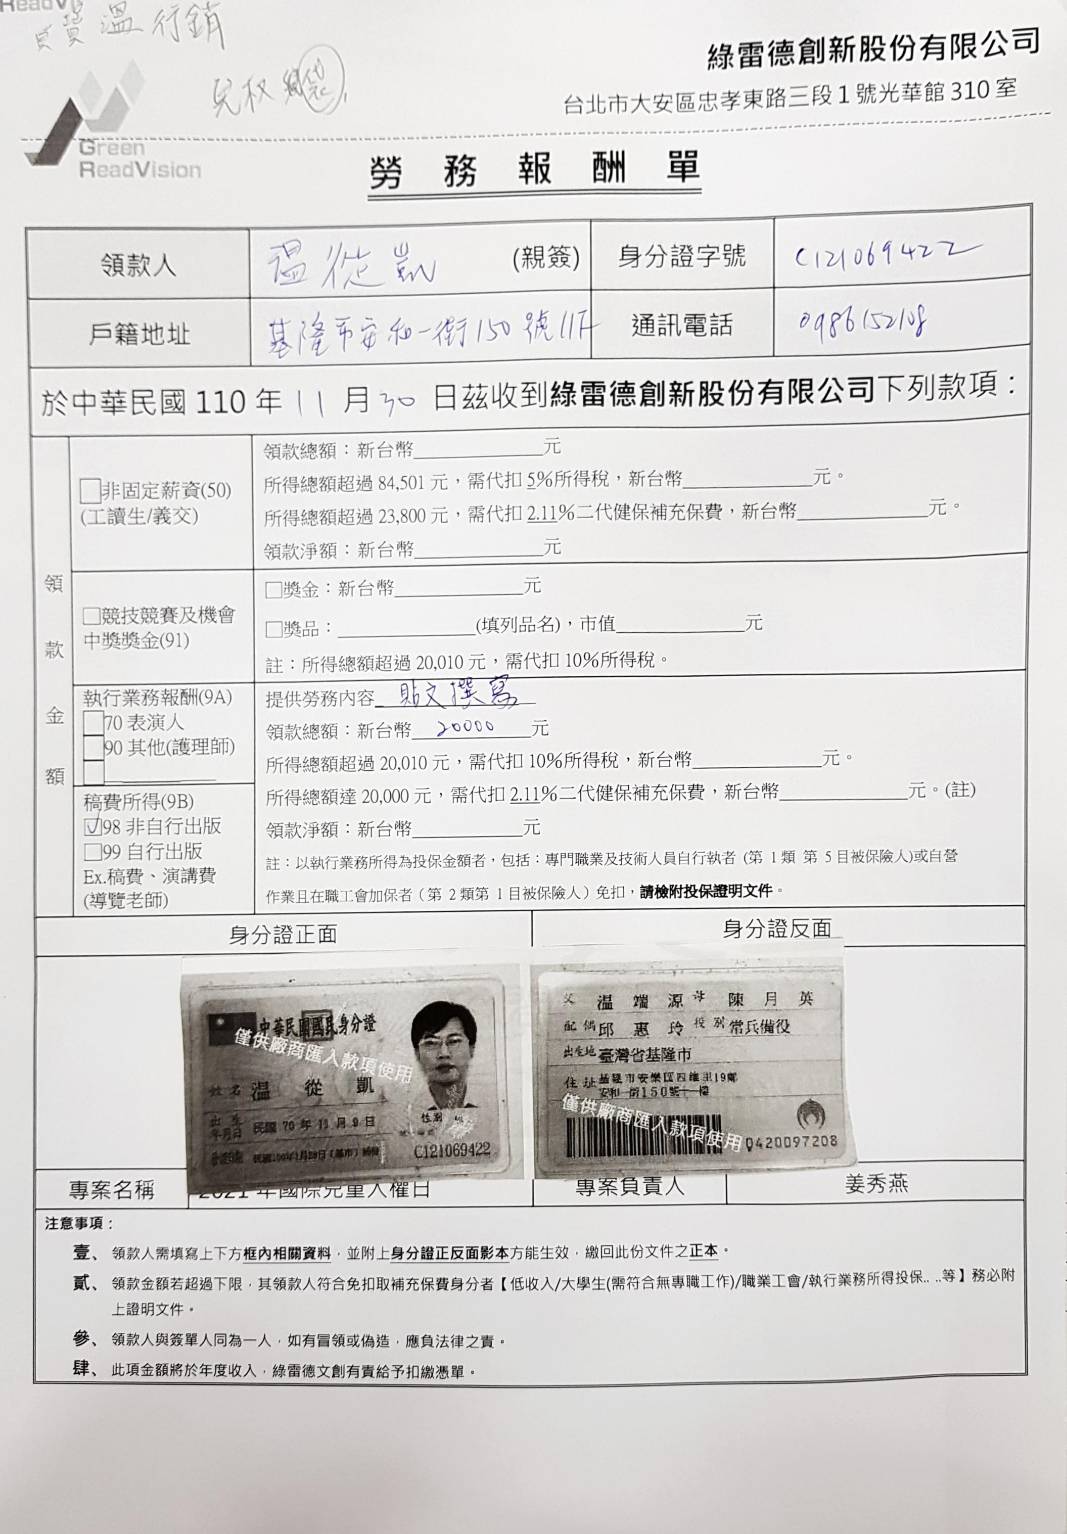 溫行銷
Green
ReadVision
綠雷德創新股份有限公司
台北市大安區忠孝東路三段1號光華館310室
勞務報酬單
領款人 溫從凱 (親簽) 身分證字號 C121069422
戶籍地址 基隆市安和一街150號11F 通訊電話 0986152108
於中華民國 110 年 11 月 30 日茲收到綠雷德創新股份有限公司下列款項：
領款金額
□非固定薪資(50)
(工讀生/義交)
領款總額：新台幣____元
所得總額超過 84,501 元，需代扣 5%所得稅，新台幣____元。
所得總額超過 23,800 元，需代扣 2.11%二代健保補充保費，新台幣____元。
領款淨額：新台幣____元
□競技競賽及機會
中獎獎金(91)
□獎金：新台幣____元
□獎品：____(填列品名)，市值____元
註：所得總額超過 20,010 元，需代扣 10%所得稅。
執行業務報酬(9A)
□70 表演人
□90 其他(護理師)
□____
稿費所得(9B)
☑98 非自行出版
□99 自行出版
Ex.稿費、演講費
(導覽老師)
提供勞務內容 貼文撰寫
領款總額：新台幣 20000 元
所得總額超過 20,010 元，需代扣 10%所得稅，新台幣____元。
所得總額達 20,000 元，需代扣 2.11%二代健保補充保費，新台幣____元。(註)
領款淨額：新台幣____元
註：以執行業務所得為投保金額者，包括：專門職業及技術人員自行執者 (第 1 類 第 5 目被保險人)或自營
作業且在職工會加保者（第 2 類第 1 目被保險人）免扣，請檢附投保證明文件。
身分證正面 身分證反面
中華民國國民身分證
僅供廠商匯入款項使用
姓名 溫從凱
出生年月日 民國 70 年 11 月 9 日
性別
C121069422
父 溫端源 母 陳月英
配偶 邱惠玲 役別 常兵備役
出生地 臺灣省基隆市
住址 基隆市安樂區四維里19鄰
安和一街150號十一樓
僅供廠商匯入款項使用
0420097208
專案名稱 2021 年國際兒童人權日 專案負責人 姜秀燕
注意事項：
壹、領款人需填寫上下方框內相關資料，並附上身分證正反面影本方能生效，繳回此份文件之正本。
貳、領款金額若超過下限，其領款人符合免扣取補充保費身分者【低收入/大學生(需符合無專職工作)/職業工會/執行業務所得投保.. ..等】務必附
上證明文件。
參、領款人與簽單人同為一人，如有冒領或偽造，應負法律之責。
肆、此項金額將於年度收入，綠雷德文創有責給予扣繳憑單。